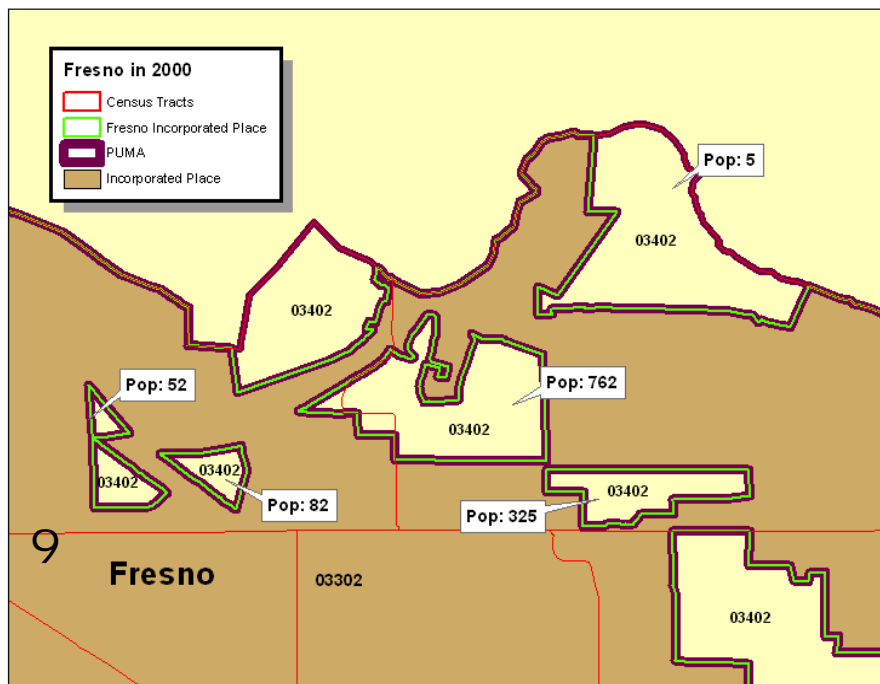 Fresno in 2000
Census Tracts
Fresno Incorporated Place
PUMA
Incorporated Place
Pop: 5
03402
03402
Pop: 52
Pop: 762
03402
03402
03402
03402
Pop: 82
Pop: 325
9
Fresno
03302
03402